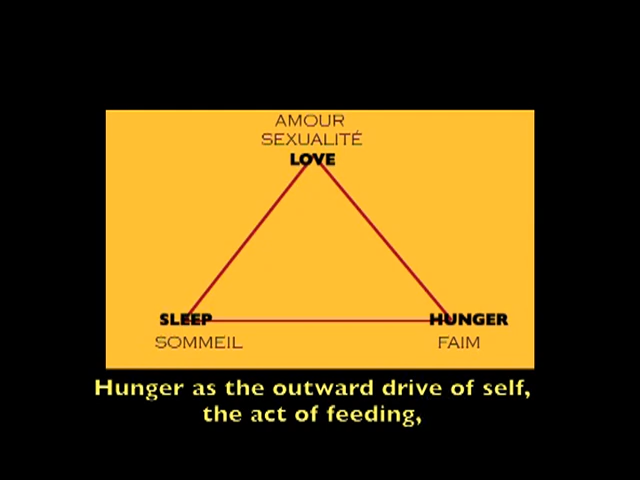 AMOUR
SEXUALITÉ
LOVE
SLEEP HUNGER
SOMMEIL FAIM
Hunger as the outward drive of self,
the act of feeding,